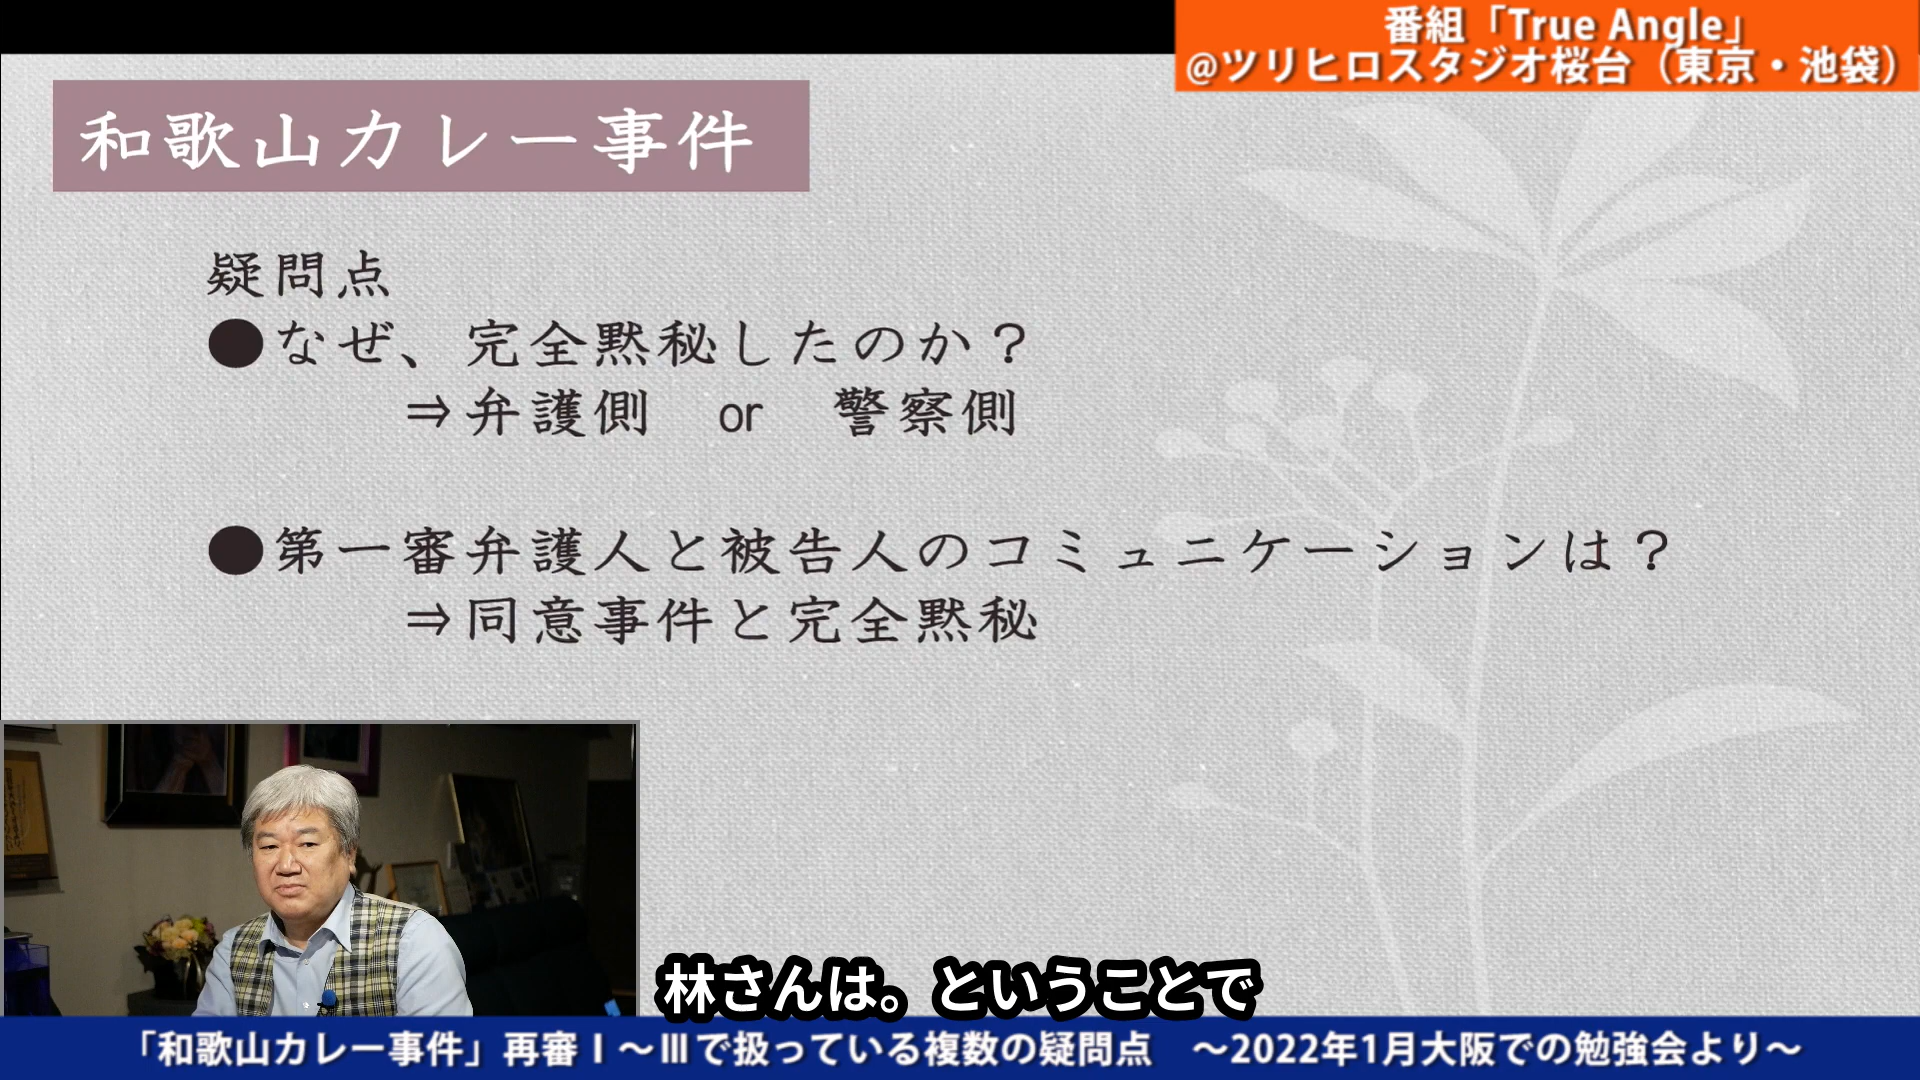 番組「True Angle」
@ツリヒロスタジオ桜台（東京・池袋）
和歌山カレー事件
疑問点
●なぜ、完全黙秘したのか？
⇒弁護側　or　警察側
●第一審弁護人と被告人のコミュニケーションは？
⇒同意事件と完全黙秘
林さんは。ということで
「和歌山カレー事件」再審Ⅰ～Ⅲで扱っている複数の疑問点　～2022年1月大阪での勉強会より～